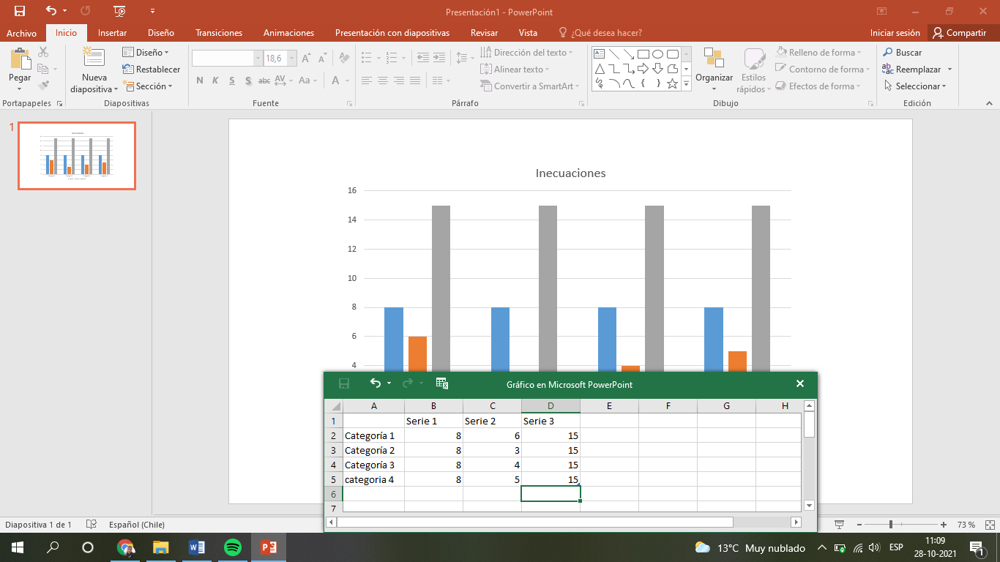 Presentación1 - PowerPoint
Archivo Inicio Insertar Diseño Transiciones Animaciones Presentación con diapositivas Revisar Vista ¿Qué desea hacer? Iniciar sesión Compartir
Pegar
Portapapeles
Nueva diapositiva
Diseño
Restablecer
Sección
Diapositivas
18,6
N K S S abc AV Aa A
Fuente
Dirección del texto
Alinear texto
Convertir a SmartArt
Párrafo
Organizar
Estilos rápidos
Relleno de forma
Contorno de forma
Efectos de forma
Dibujo
Buscar
Reemplazar
Seleccionar
Edición
1
Inecuaciones
16
14
12
10
8
6
4
Gráfico en Microsoft PowerPoint
A B C D E F G H
1 Serie 1 Serie 2 Serie 3
2 Categoría 1 8 6 15
3 Categoría 2 8 3 15
4 Categoría 3 8 4 15
5 categoria 4 8 5 15
6
7
Diapositiva 1 de 1 Español (Chile) 73 %
13°C Muy nublado ESP 11:09
28-10-2021 1